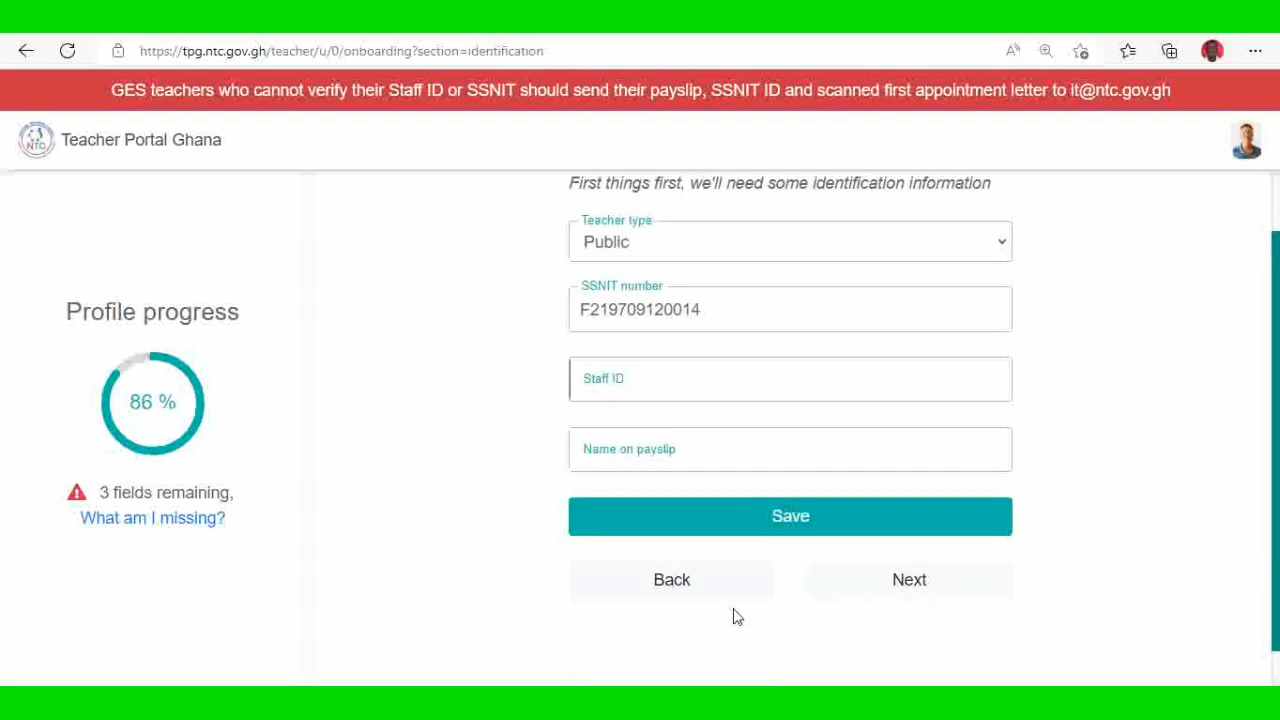 https://tpg.ntc.gov.gh/teacher/u/0/onboarding?section=identification
GES teachers who cannot verify their Staff ID or SSNIT should send their payslip, SSNIT ID and scanned first appointment letter to it@ntc.gov.gh
NTC
Teacher Portal Ghana
First things first, we'll need some identification information
Teacher type
Public
SSNIT number
F219709120014
Staff ID
Name on payslip
Save
Back
Next
Profile progress
86 %
3 fields remaining,
What am I missing?